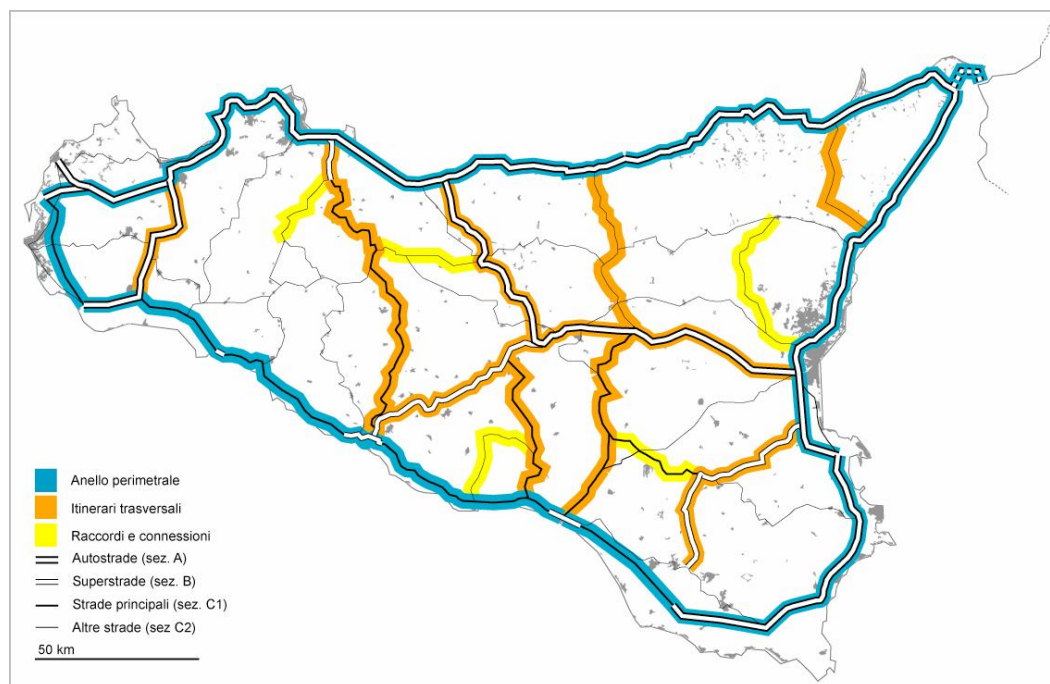 Anello perimetrale
Itinerari trasversali
Raccordi e connessioni
Autostrade (sez. A)
Superstrade (sez. B)
Strade principali (sez. C1)
Altre strade (sez C2)
50 km